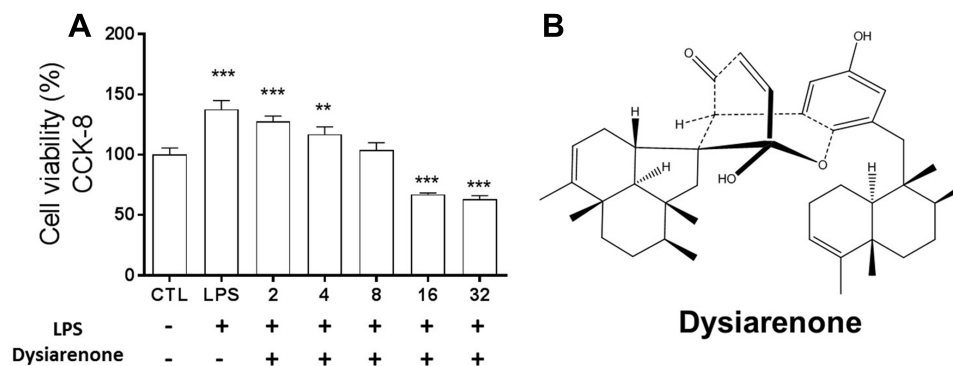 A
Cell viability (%)
CCK-8
200
150
100
50
0
***
***
**
***
***
CTL LPS 2 4 8 16 32
LPS - + + + + + +
Dysiarenone - - + + + + +
B
OH
O
H
H
H
HO
O
H
Dysiarenone